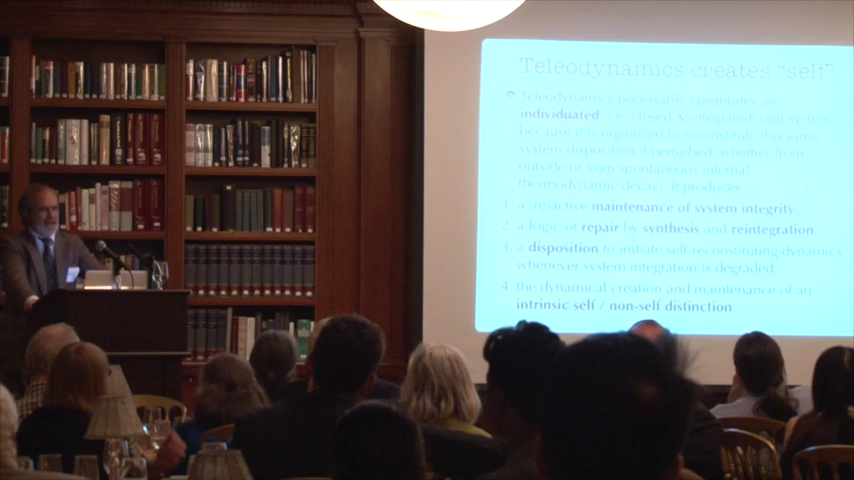 Teleodynamics creates "self"
Teleodynamics necessarily constitutes an
individuated (i.e. closed & integrated) unit system
because it is organized to reconstitute this same
system disposition if perturbed (whether from
outside or from spontaneous internal
thermodynamic decay). It produces:
1. a reactive maintenance of system integrity
2. a logic of repair by synthesis and reintegration
3. a disposition to initiate self-reconstituting dynamics
whenever system integration is degraded
4. the dynamical creation and maintenance of an
intrinsic self / non-self distinction